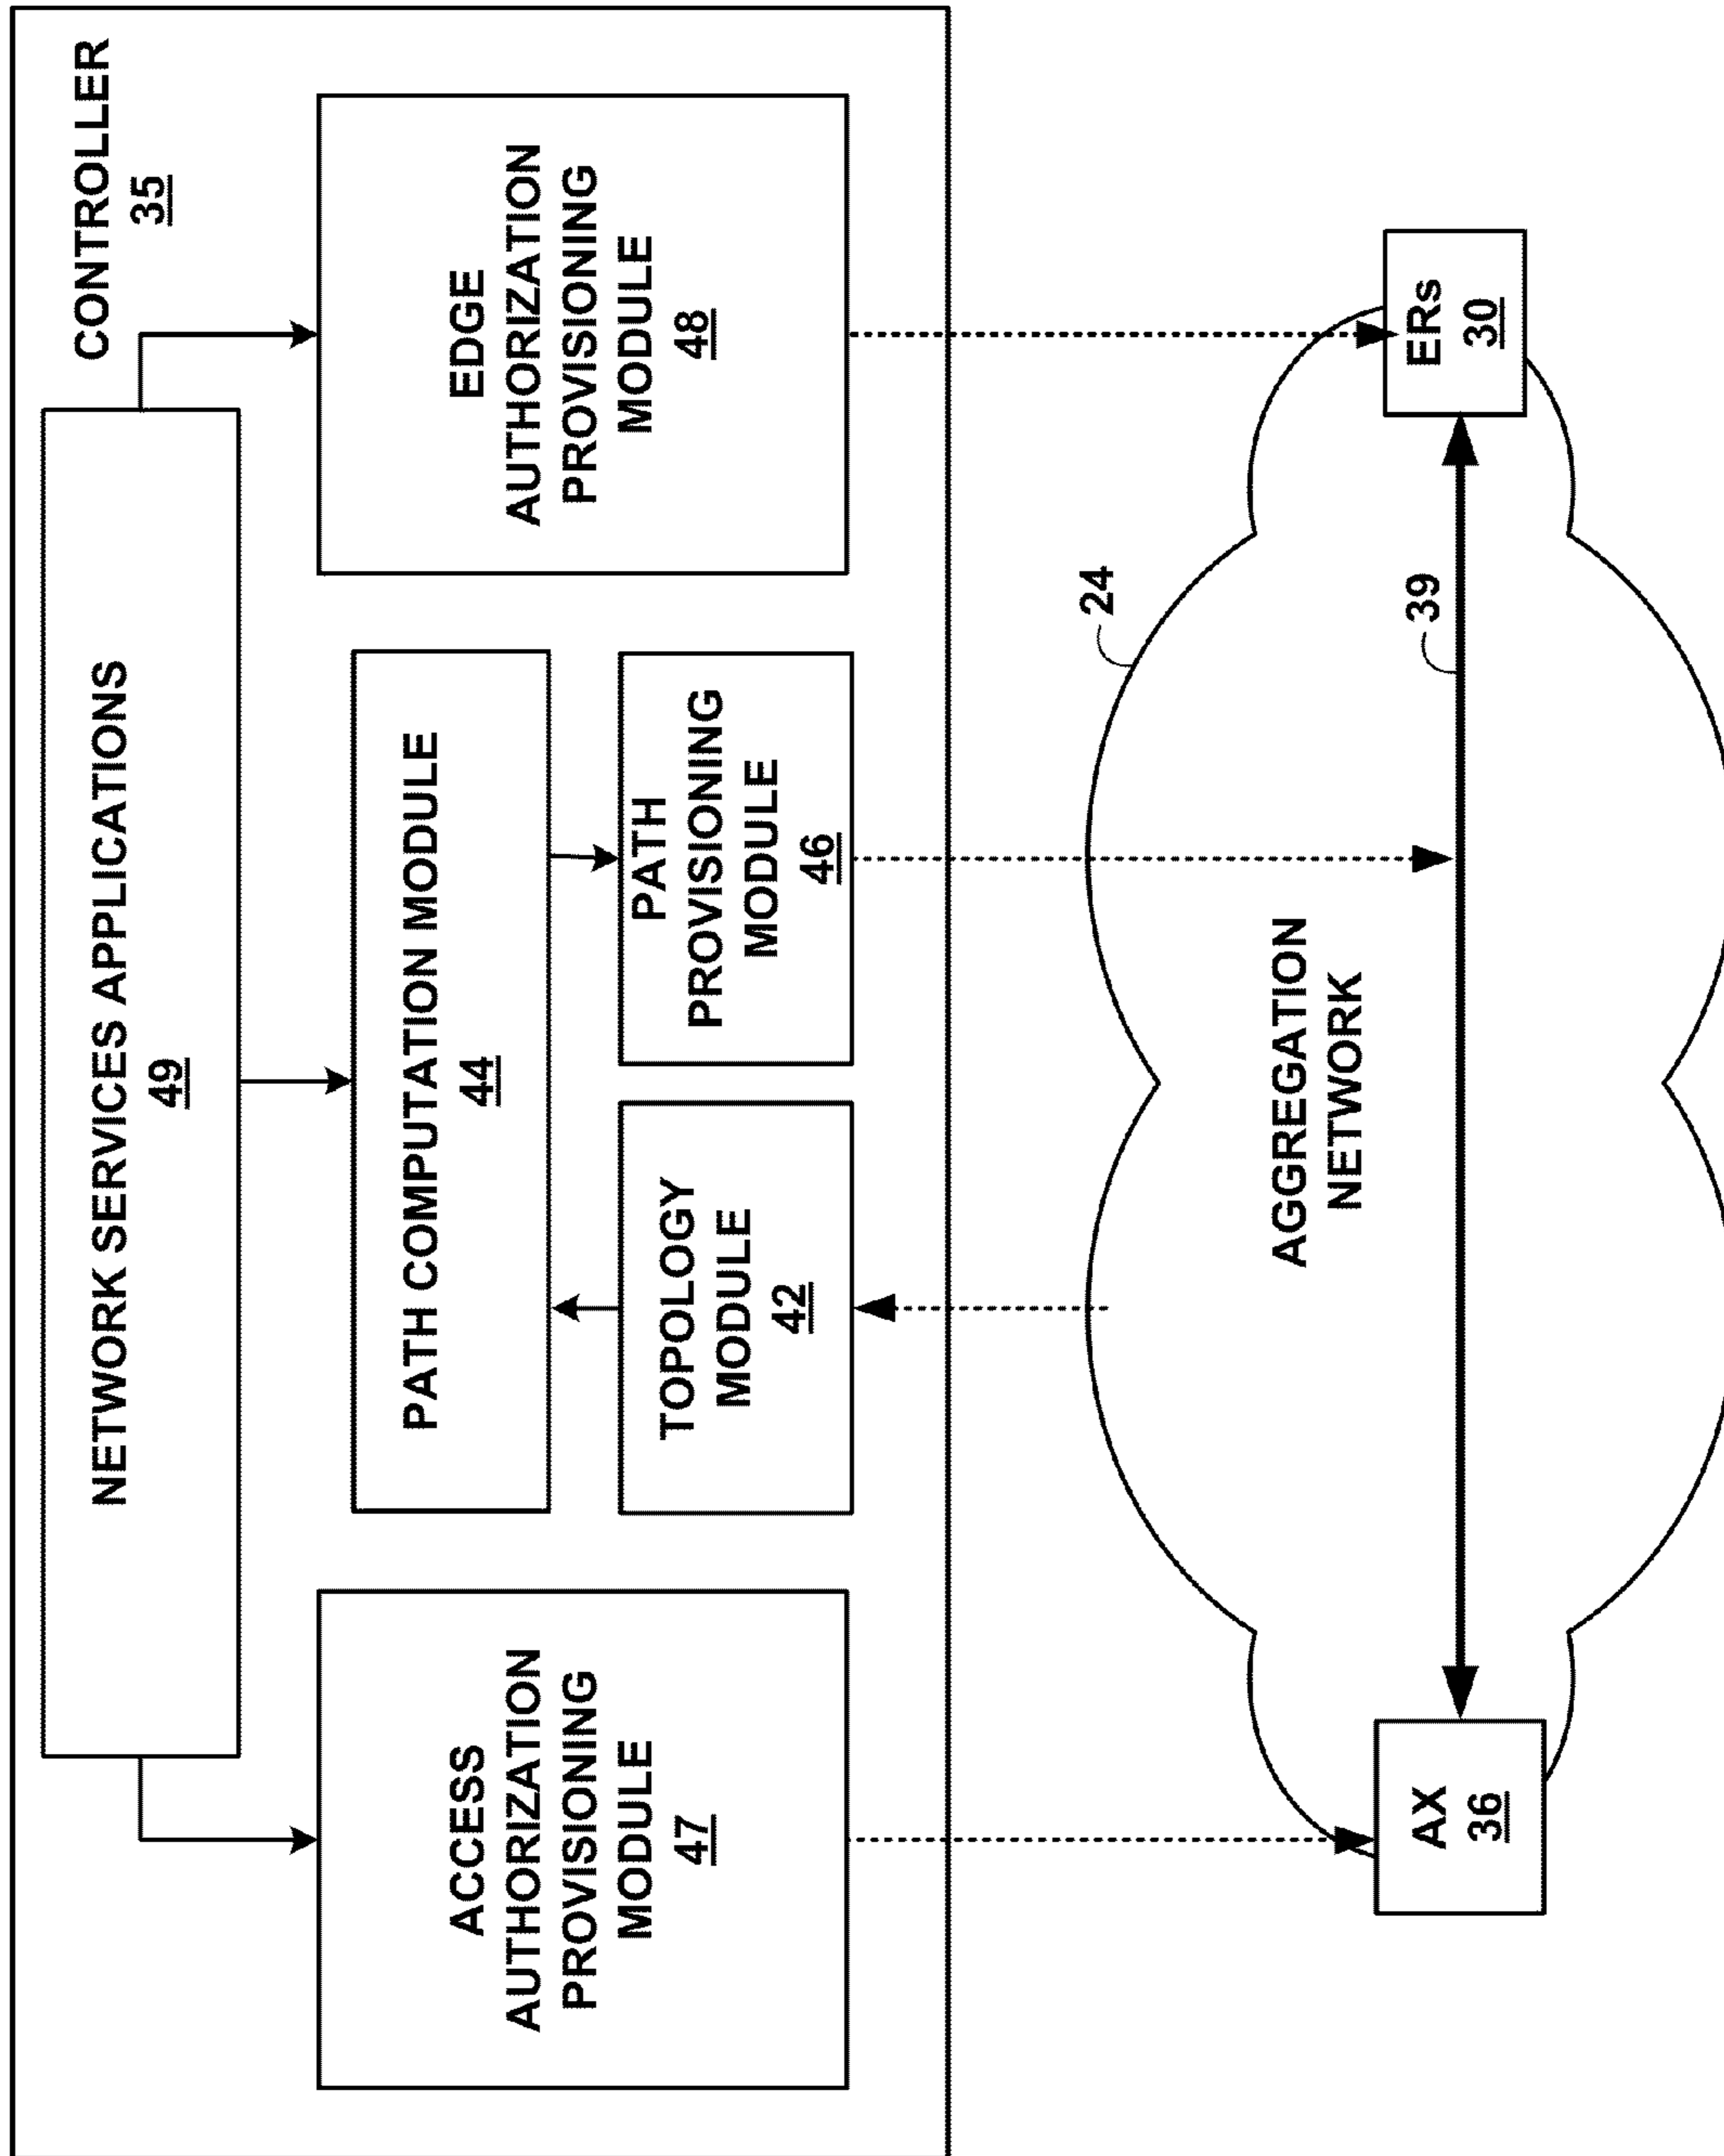 CONTROLLER
35
NETWORK SERVICES APPLICATIONS
49
ACCESS
AUTHORIZATION
PROVISIONING
MODULE
47
PATH COMPUTATION MODULE
44
TOPOLOGY
MODULE
42
PATH
PROVISIONING
MODULE
46
EDGE
AUTHORIZATION
PROVISIONING
MODULE
48
24
AGGREGATION
NETWORK
39
AX
36
ERs
30